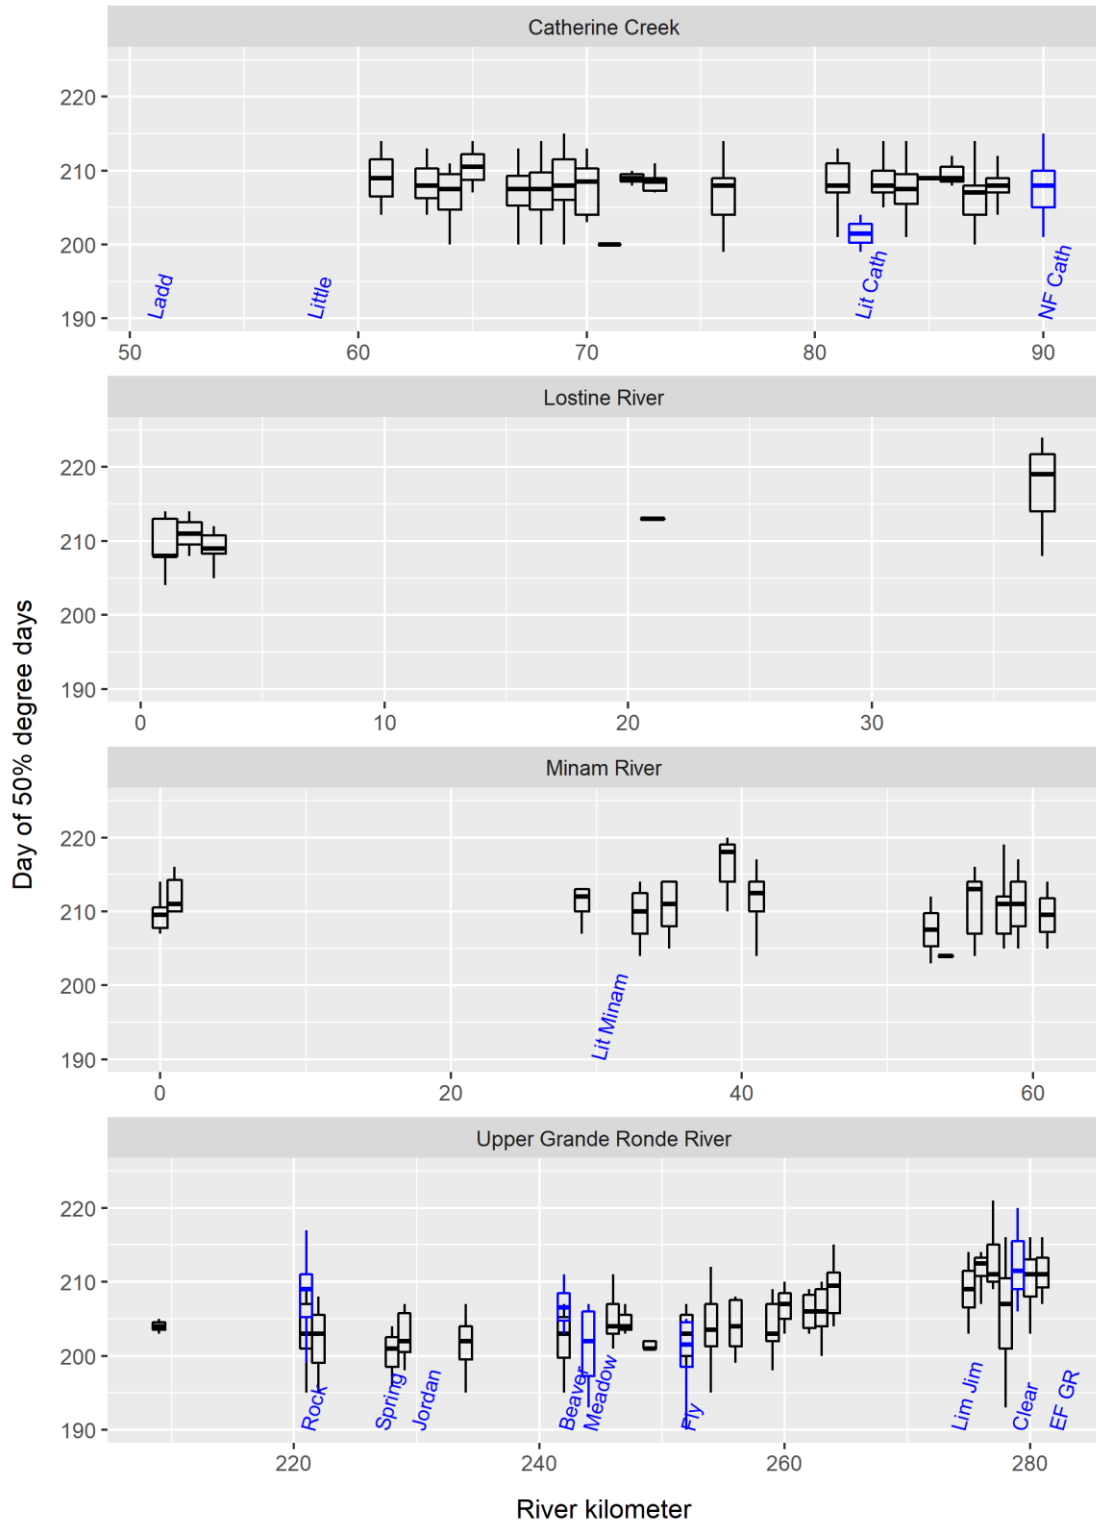 Catherine Creek
220
210
200
190
Ladd
Little
Lit Cath
NF Cath
50
60
70
80
90
Lostine River
220
210
200
190
0
10
20
30
Day of 50% degree days
Minam River
220
210
200
190
Lit Minam
0
20
40
60
Upper Grande Ronde River
220
210
200
190
Rock
Spring
Jordan
Beaver
Meadow
Fly
Lim Jim
Clear
EF GR
220
240
260
280
River kilometer